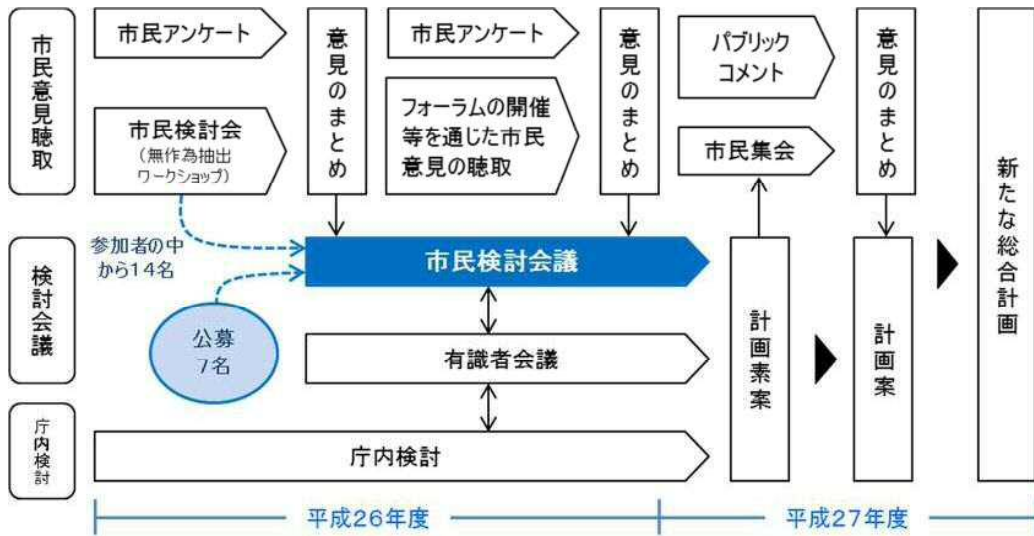 市民意見聴取
市民アンケート
市民検討会
(無作為抽出
ワークショップ)
意見のまとめ
市民アンケート
フォーラムの開催
等を通じた市民
意見の聴取
意見のまとめ
パブリック
コメント
市民集会
意見のまとめ
新たな総合計画
検討会議
参加者の中
から14名
公募
7名
市民検討会議
有識者会議
計画素案
計画案
庁内検討
庁内検討
平成26年度
平成27年度